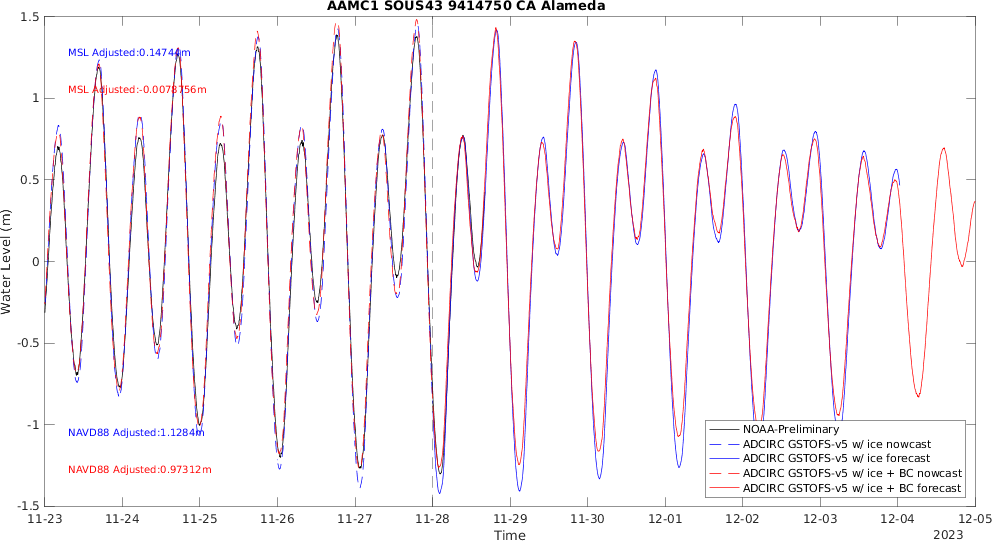 AAMC1 SOUS43 9414750 CA Alameda
1.5
1
0.5
0
-0.5
-1
-1.5
Water Level (m)
MSL Adjusted:0.14744m
MSL Adjusted:-0.0078756m
NAVD88 Adjusted:1.1284m
NAVD88 Adjusted:0.97312m
NOAA-Preliminary
ADCIRC GSTOFS-v5 w/ ice nowcast
ADCIRC GSTOFS-v5 w/ ice forecast
ADCIRC GSTOFS-v5 w/ ice + BC nowcast
ADCIRC GSTOFS-v5 w/ ice + BC forecast
11-23 11-24 11-25 11-26 11-27 11-28 11-29 11-30 12-01 12-02 12-03 12-04 12-05
Time
2023